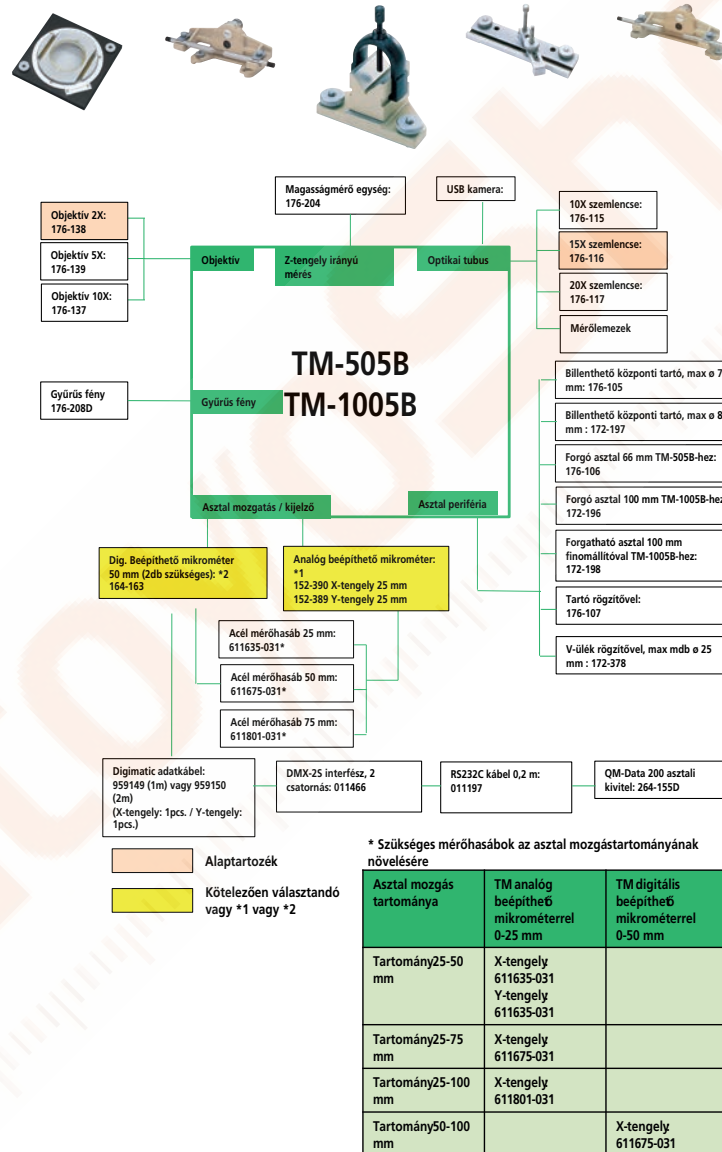 Magasságmérő egység:
176-204
USB kamera:
Objektív 2X:
176-138
Objektív 5X:
176-139
Objektív 10X:
176-137
10X szemlencse:
176-115
15X szemlencse:
176-116
20X szemlencse:
176-117
Mérőlemezek
Objektív
Z-tengely irányú
mérés
Optikai tubus
TM-505B
TM-1005B
Gyűrűs fény
176-208D
Gyűrűs fény
Asztal mozgatás / kijelző
Asztal periféria
Billenthető központi tartó, max ø 7
mm: 176-105
Billenthető központi tartó, max ø 8
mm : 172-197
Forgó asztal 66 mm TM-505B-hez:
176-106
Forgó asztal 100 mm TM-1005B-hez
172-196
Forgatható asztal 100 mm
finomállítóval TM-1005B-hez:
172-198
Tartó rögzítővel:
176-107
V-ülék rögzítővel, max mdb ø 25
mm : 172-378
Dig. Beépíthető mikrométer
50 mm (2db szükséges): *2
164-163
Analóg beépíthető mikrométer:
*1
152-390 X-tengely 25 mm
152-389 Y-tengely 25 mm
Acél mérőhasáb 25 mm:
611635-031*
Acél mérőhasáb 50 mm:
611675-031*
Acél mérőhasáb 75 mm:
611801-031*
Digimatic adatkábel:
959149 (1m) vagy 959150
(2m)
(X-tengely: 1pcs. / Y-tengely:
1pcs.)
DMX-2S interfész, 2
csatornás: 011466
RS232C kábel 0,2 m:
011197
QM-Data 200 asztali
kivitel: 264-155D
Alaptartozék
Kötelezően választandó
vagy *1 vagy *2
* Szükséges mérőhasábok az asztal mozgástartományának
növelésére
Asztal mozgás
tartománya
TM analóg
beépíthető
mikrométerrel
0-25 mm
TM digitális
beépíthető
mikrométerrel
0-50 mm
Tartomány25-50
mm
X-tengely:
611635-031
Y-tengely:
611635-031
Tartomány25-75
mm
X-tengely:
611675-031
Tartomány25-100
mm
X-tengely:
611801-031
Tartomány50-100
mm
X-tengely:
611675-031